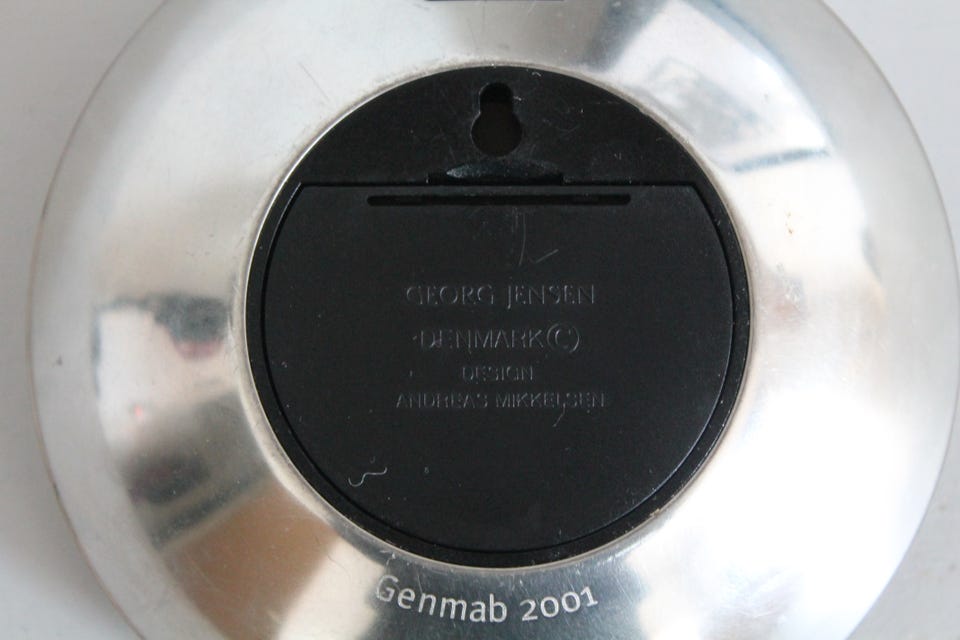 GEORG JENSEN
DENMARK ©
DESIGN
ANDREAS MIKKELSEN
Genmab 2001